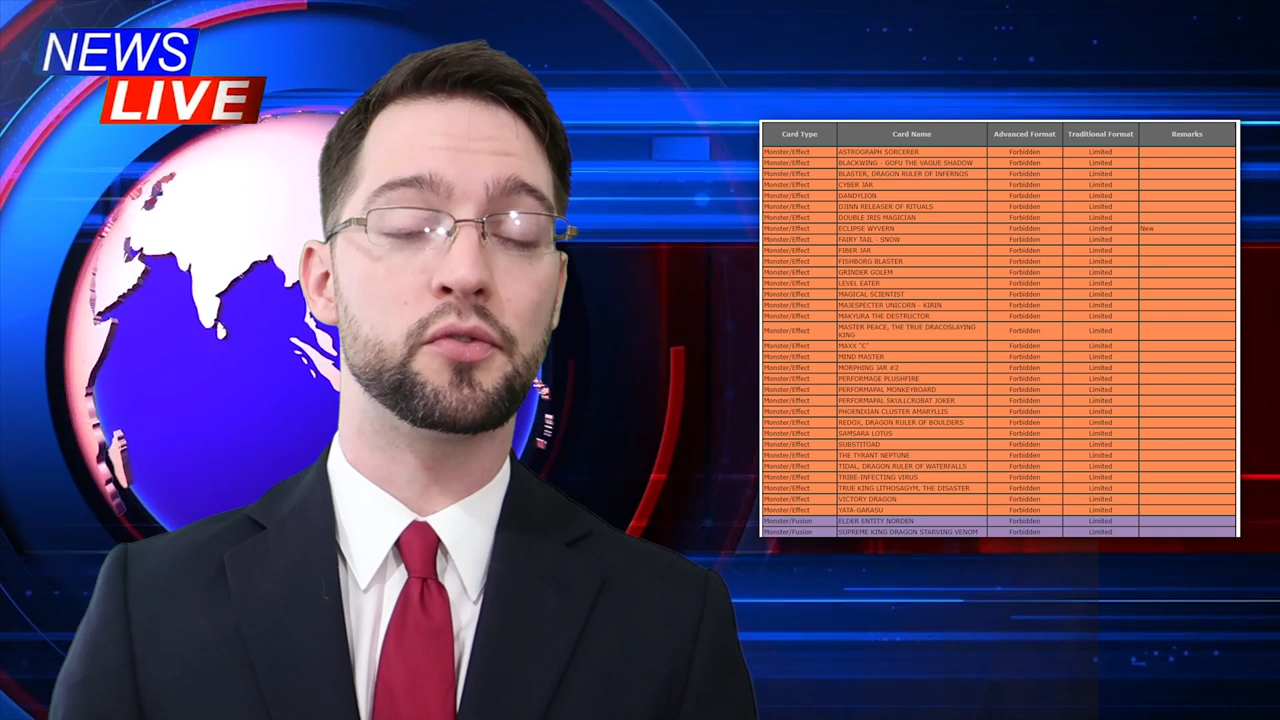 NEWS
LIVE
Card Type Card Name Advanced Format Traditional Format Remarks
Monster/Effect ASTROGRAPH SORCERER Forbidden Limited
Monster/Effect BLACKWING - GOFU THE VAGUE SHADOW Forbidden Limited
Monster/Effect BLASTER, DRAGON RULER OF INFERNOS Forbidden Limited
Monster/Effect CYBER JAR Forbidden Limited
Monster/Effect DANDYLION Forbidden Limited
Monster/Effect DJINN RELEASER OF RITUALS Forbidden Limited
Monster/Effect DOUBLE IRIS MAGICIAN Forbidden Limited
Monster/Effect ECLIPSE WYVERN Forbidden Limited New
Monster/Effect FAIRY TAIL - SNOW Forbidden Limited
Monster/Effect FIBER JAR Forbidden Limited
Monster/Effect FISHBORG BLASTER Forbidden Limited
Monster/Effect GRINDER GOLEM Forbidden Limited
Monster/Effect LEVEL EATER Forbidden Limited
Monster/Effect MAGICAL SCIENTIST Forbidden Limited
Monster/Effect MAJESPECTER UNICORN - KIRIN Forbidden Limited
Monster/Effect MAKYURA THE DESTRUCTOR Forbidden Limited
Monster/Effect MASTER PEACE, THE TRUE DRACOSLAYING Forbidden Limited
KING
Monster/Effect MAXX "C" Forbidden Limited
Monster/Effect MIND MASTER Forbidden Limited
Monster/Effect MORPHING JAR #2 Forbidden Limited
Monster/Effect PERFORMAGE PLUSHFIRE Forbidden Limited
Monster/Effect PERFORMAPAL MONKEYBOARD Forbidden Limited
Monster/Effect PERFORMAPAL SKULLCROBAT JOKER Forbidden Limited
Monster/Effect PHOENIXIAN CLUSTER AMARYLLIS Forbidden Limited
Monster/Effect REDOX, DRAGON RULER OF BOULDERS Forbidden Limited
Monster/Effect SAMSARA LOTUS Forbidden Limited
Monster/Effect SUBSTITOAD Forbidden Limited
Monster/Effect THE TYRANT NEPTUNE Forbidden Limited
Monster/Effect TIDAL, DRAGON RULER OF WATERFALLS Forbidden Limited
Monster/Effect TRIBE-INFECTING VIRUS Forbidden Limited
Monster/Effect TRUE KING LITHOSAGYM, THE DISASTER Forbidden Limited
Monster/Effect VICTORY DRAGON Forbidden Limited
Monster/Effect YATA-GARASU Forbidden Limited
Monster/Fusion ELDER ENTITY NORDEN Forbidden Limited
Monster/Fusion SUPREME KING DRAGON STARVING VENOM Forbidden Limited